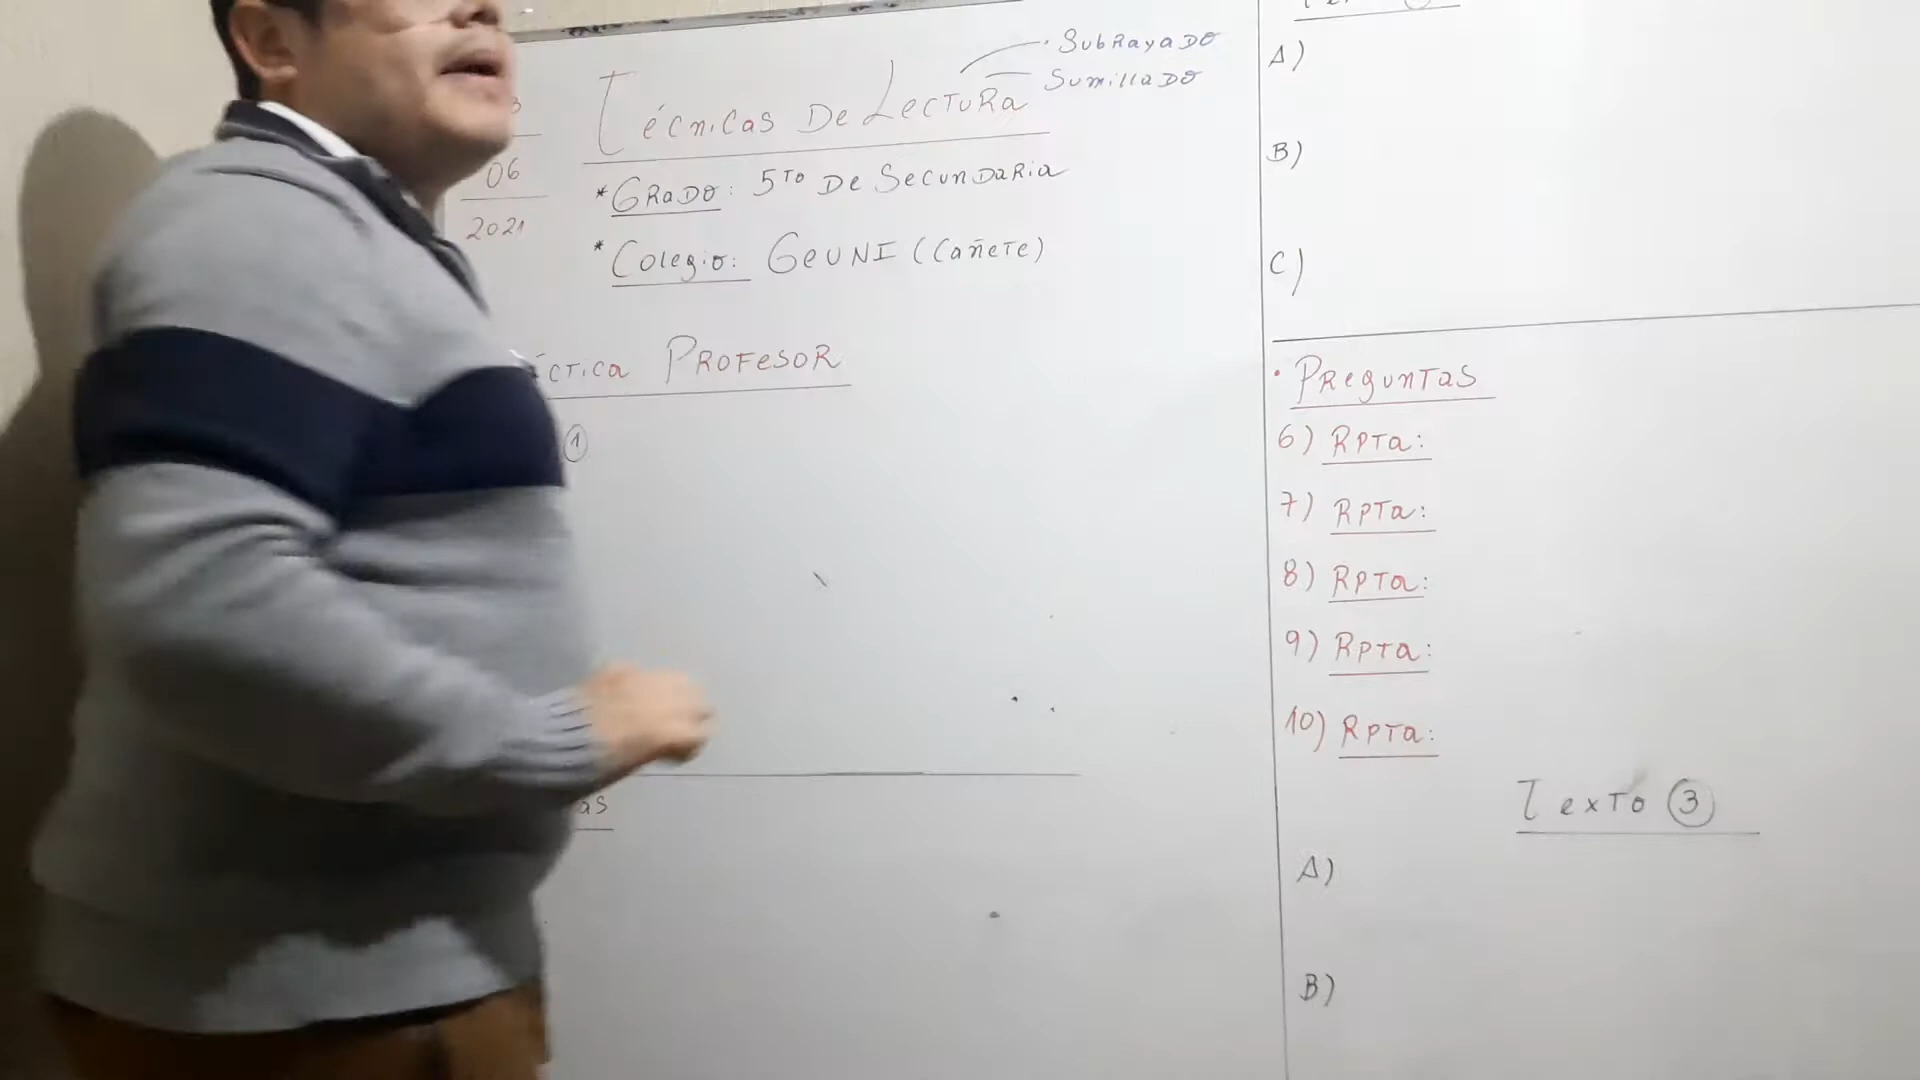 Técnicas De Lectura
· Subrayado
Sumillado
06
2021
* Grado: 5to De Secundaria
* Colegio: GeUNI (Cañete)
Profesor
1
A)
B)
C)
· Preguntas
6) Rpta:
7) Rpta:
8) Rpta:
9) Rpta:
10) Rpta:
Texto 3
A)
B)